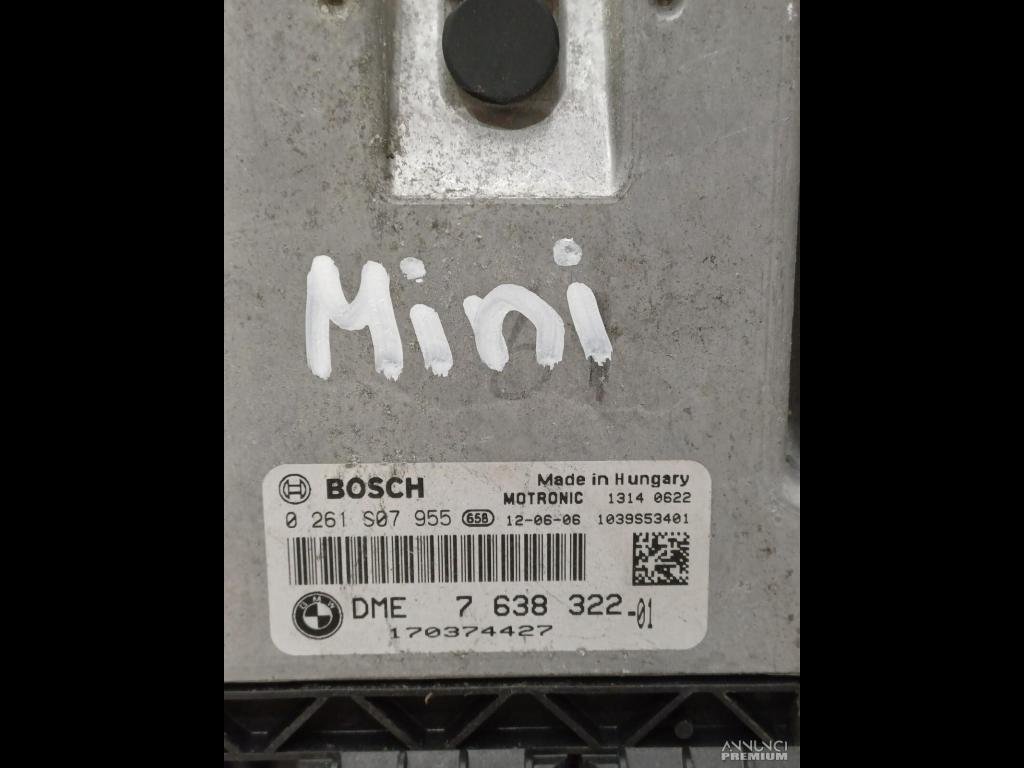 Mini
BOSCH Made in Hungary
MOTRONIC 1314 0622
0 261 S07 955 658 12-06-06 1039S53401
BMW DME 7 638 322-01
170374427
ANNUNCI
PREMIUM